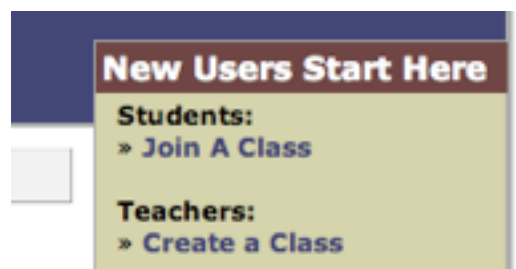 New Users Start Here
Students:
» Join A Class
Teachers:
» Create a Class